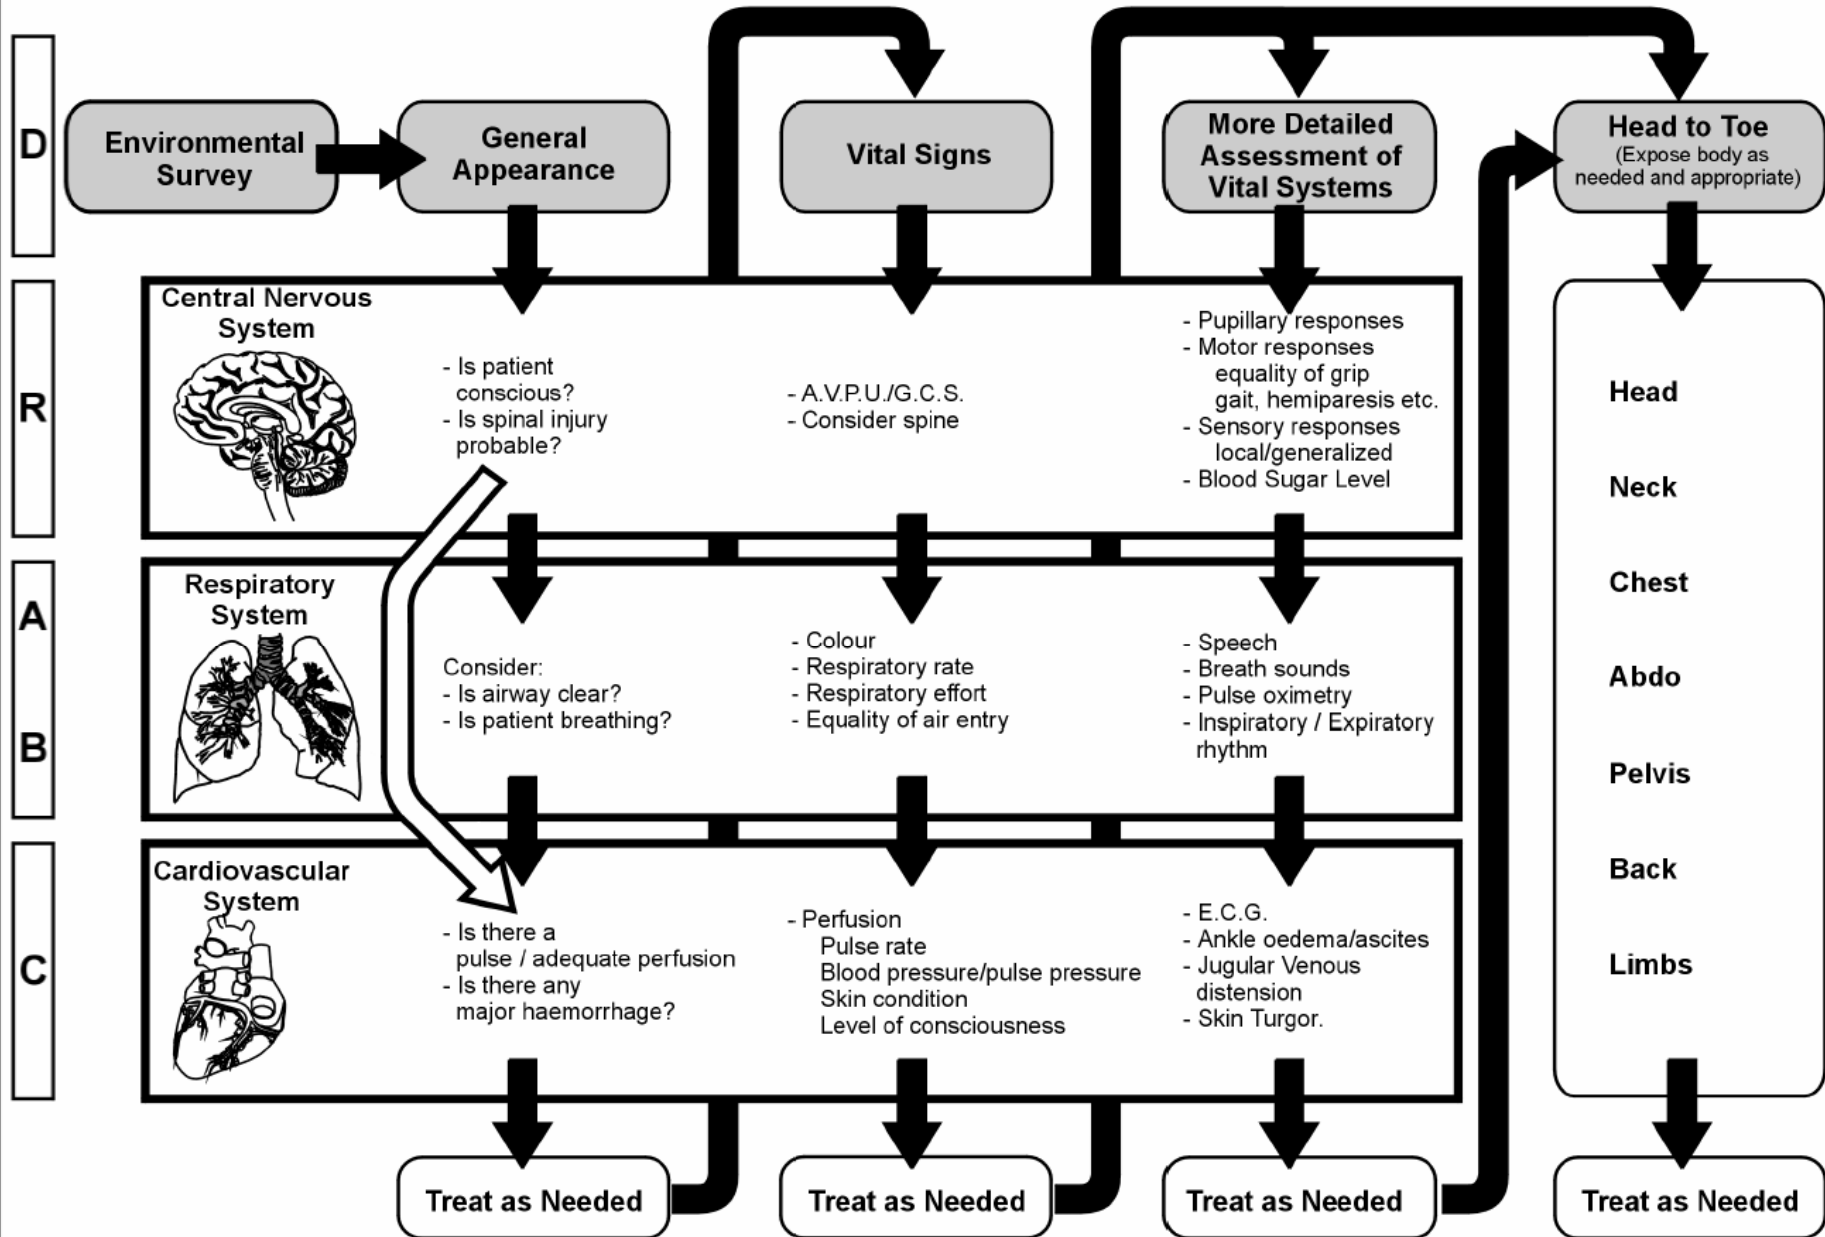 D
Environmental
Survey
General
Appearance
Vital Signs
More Detailed
Assessment of
Vital Systems
Head to Toe
(Expose body as
needed and appropriate)
R
Central Nervous
System
- Is patient
conscious?
- Is spinal injury
probable?
- A.V.P.U./G.C.S.
- Consider spine
- Pupillary responses
- Motor responses
equality of grip
gait, hemiparesis etc.
- Sensory responses
local/generalized
- Blood Sugar Level
A
B
Respiratory
System
Consider:
- Is airway clear?
- Is patient breathing?
- Colour
- Respiratory rate
- Respiratory effort
- Equality of air entry
- Speech
- Breath sounds
- Pulse oximetry
- Inspiratory / Expiratory
rhythm
C
Cardiovascular
System
- Is there a
pulse / adequate perfusion
- Is there any
major haemorrhage?
- Perfusion
Pulse rate
Blood pressure/pulse pressure
Skin condition
Level of consciousness
- E.C.G.
- Ankle oedema/ascites
- Jugular Venous
distension
- Skin Turgor.
Head
Neck
Chest
Abdo
Pelvis
Back
Limbs
Treat as Needed
Treat as Needed
Treat as Needed
Treat as Needed